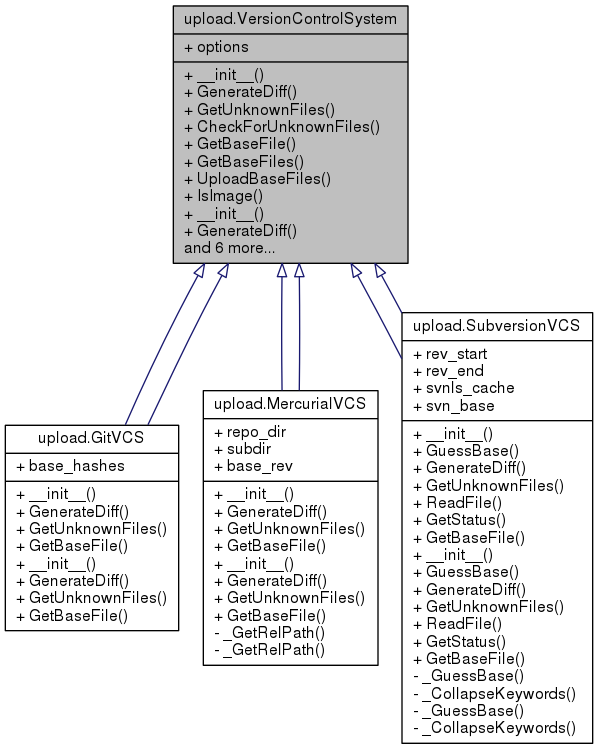 upload.VersionControlSystem
+ options
+ __init__()
+ GenerateDiff()
+ GetUnknownFiles()
+ CheckForUnknownFiles()
+ GetBaseFile()
+ GetBaseFiles()
+ UploadBaseFiles()
+ IsImage()
+ __init__()
+ GenerateDiff()
and 6 more...
upload.GitVCS
+ base_hashes
+ __init__()
+ GenerateDiff()
+ GetUnknownFiles()
+ GetBaseFile()
+ __init__()
+ GenerateDiff()
+ GetUnknownFiles()
+ GetBaseFile()
upload.MercurialVCS
+ repo_dir
+ subdir
+ base_rev
+ __init__()
+ GenerateDiff()
+ GetUnknownFiles()
+ GetBaseFile()
+ __init__()
+ GenerateDiff()
+ GetUnknownFiles()
+ GetBaseFile()
- _GetRelPath()
- _GetRelPath()
upload.SubversionVCS
+ rev_start
+ rev_end
+ svnls_cache
+ svn_base
+ __init__()
+ GuessBase()
+ GenerateDiff()
+ GetUnknownFiles()
+ ReadFile()
+ GetStatus()
+ GetBaseFile()
+ __init__()
+ GuessBase()
+ GenerateDiff()
+ GetUnknownFiles()
+ ReadFile()
+ GetStatus()
+ GetBaseFile()
- _GuessBase()
- _CollapseKeywords()
- _GuessBase()
- _CollapseKeywords()